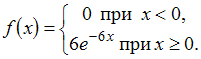 f(x) = { 0 при x < 0,
6e^{-6x} при x ≥ 0.